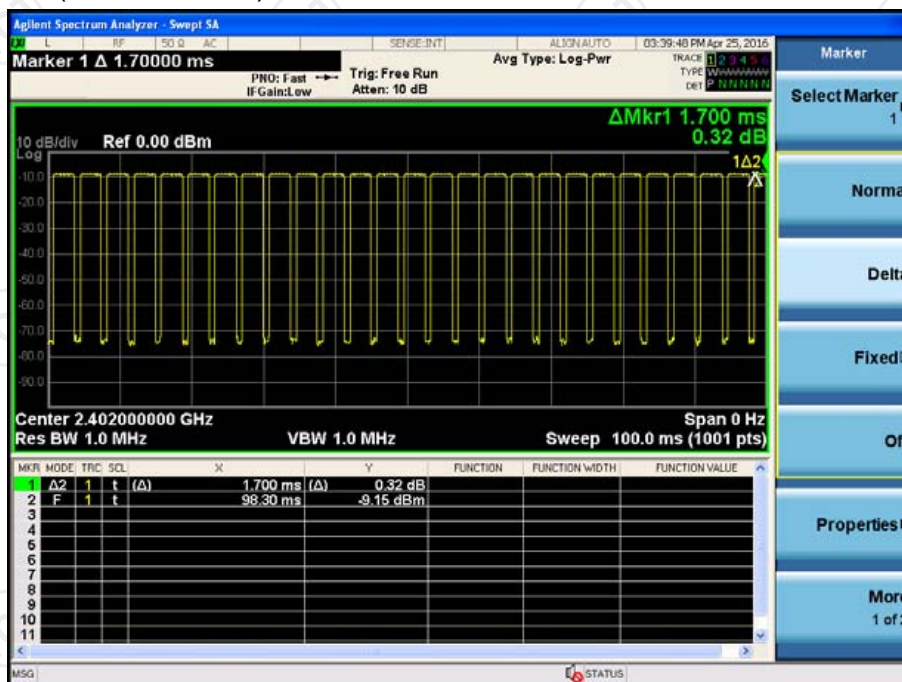 Agilent Spectrum Analyzer - Swept SA
L RF 50 Ω AC SENSE:INT ALIGN AUTO 03:39:48 PM Apr 25, 2016
Marker 1 Δ 1.70000 ms
PNO: Fast
IFGain:Low
Trig: Free Run
Atten: 10 dB
Avg Type: Log-Pwr
TRACE 1 2 3 4 5 6
TYPE W
DET P N N N N N
ΔMkr1 1.700 ms
0.32 dB
10 dB/div Ref 0.00 dBm
Log
1Δ2
-10.0
-20.0
-30.0
-40.0
-50.0
-60.0
-70.0
-80.0
-90.0
Center 2.402000000 GHz Span 0 Hz
Res BW 1.0 MHz VBW 1.0 MHz Sweep 100.0 ms (1001 pts)
MKR MODE TRC SCL X Y FUNCTION FUNCTION WIDTH FUNCTION VALUE
1 Δ2 1 t (Δ) 1.700 ms (Δ) 0.32 dB
2 F 1 t 98.30 ms -9.15 dBm
3
4
5
6
7
8
9
10
11
MSG STATUS
Marker
Select Marker
1
Norma
Delta
Fixed
Of
Properties
More
1 of 2